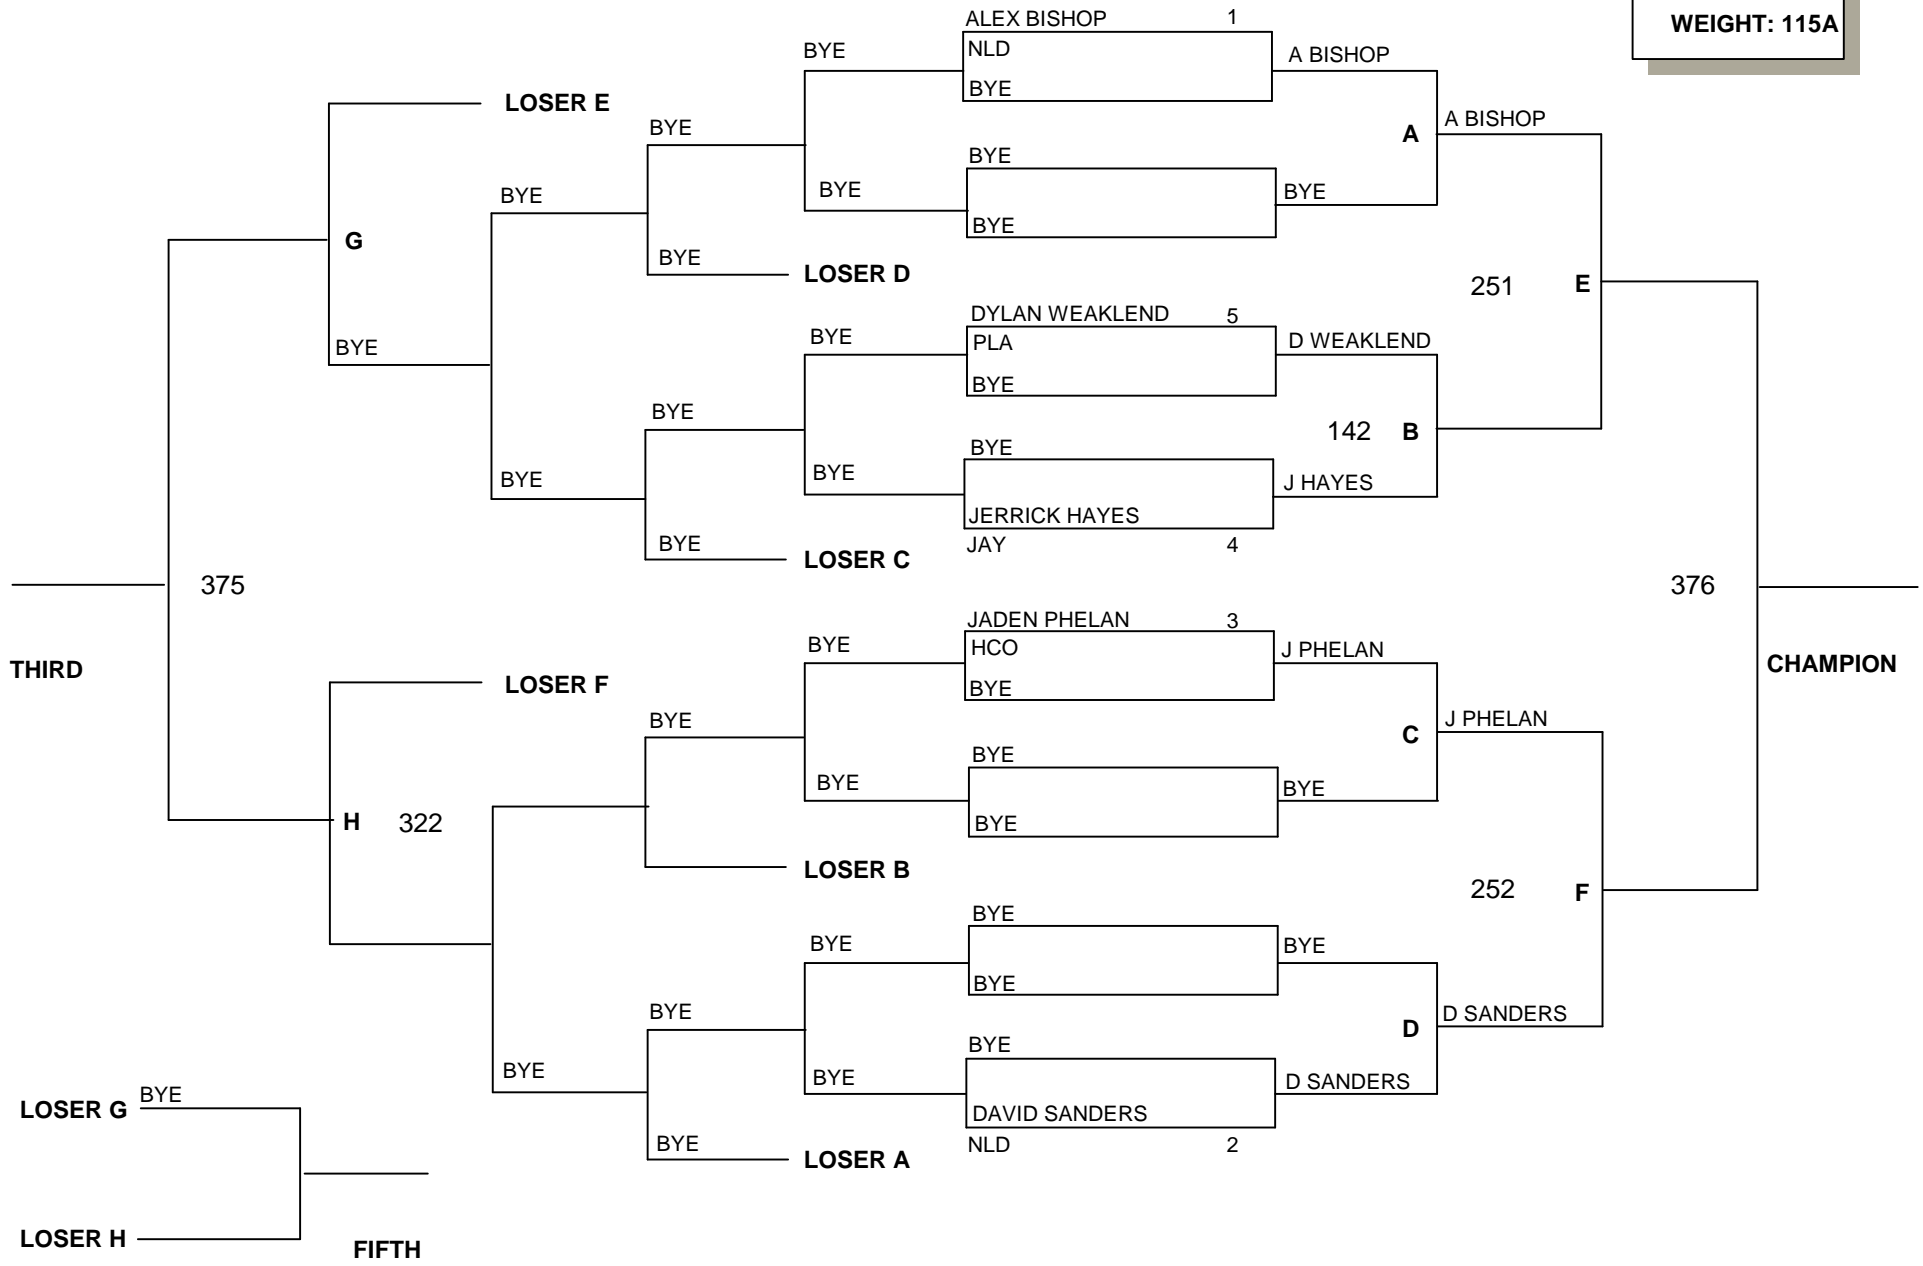 WEIGHT: 115A
ALEX BISHOP 1
NLD
BYE
BYE
A BISHOP
LOSER E
BYE
A
A BISHOP
BYE
BYE
BYE
BYE
BYE
BYE
G
BYE
LOSER D
251
E
DYLAN WEAKLEND 5
BYE
PLA
D WEAKLEND
BYE
BYE
BYE
142
B
BYE
BYE
BYE
J HAYES
JERRICK HAYES
BYE
LOSER C
JAY 4
375
376
THIRD
CHAMPION
JADEN PHELAN 3
BYE
HCO
J PHELAN
LOSER F
BYE
BYE
C
J PHELAN
BYE
BYE
BYE
H
322
BYE
LOSER B
252
F
BYE
BYE
BYE
BYE
BYE
D
D SANDERS
BYE
BYE
BYE
D SANDERS
DAVID SANDERS
LOSER G
BYE
BYE
LOSER A
NLD 2
LOSER H
FIFTH